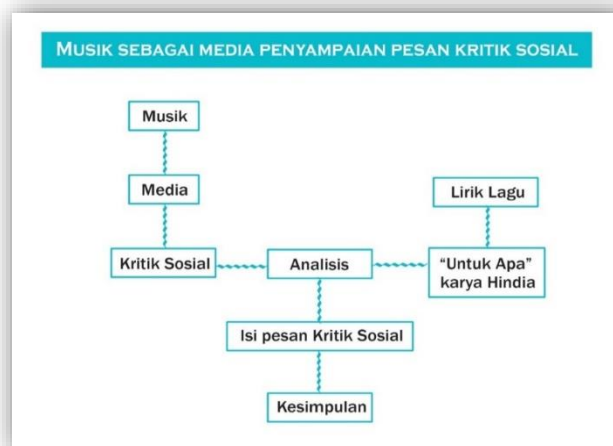 MUSIK SEBAGAI MEDIA PENYAMPAIAN PESAN KRITIK SOSIAL
Musik
Media
Lirik Lagu
Kritik Sosial
Analisis
“Untuk Apa”
karya Hindia
Isi pesan Kritik Sosial
Kesimpulan